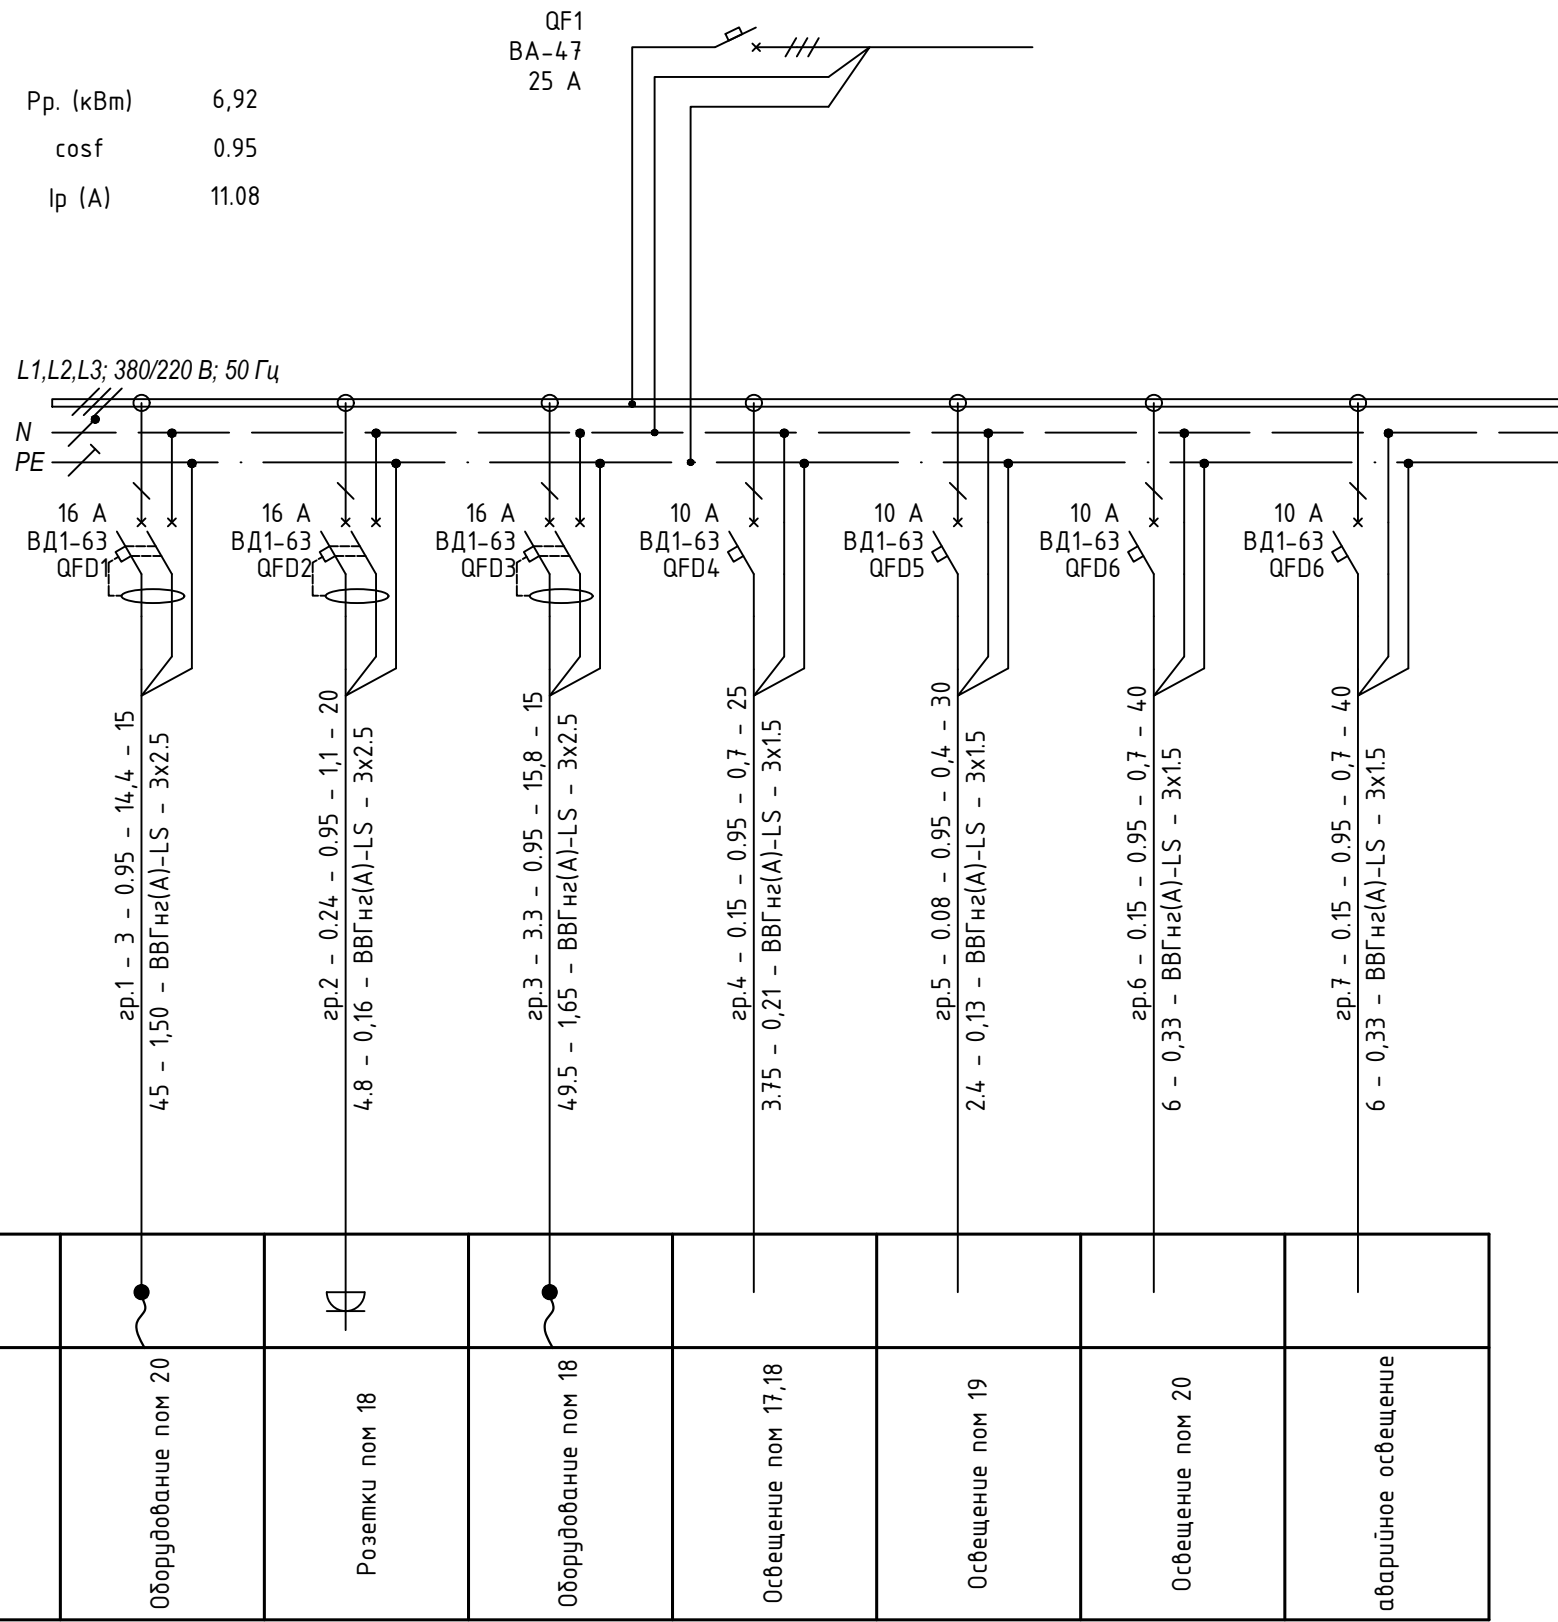 QF1
ВА-47
25 А
Рр. (кВт) 6,92
cosf 0.95
Iр (А) 11.08
L1,L2,L3; 380/220 В; 50 Гц
N
PE
16 А
ВД1-63
QFD1
16 А
ВД1-63
QFD2
16 А
ВД1-63
QFD3
10 А
ВД1-63
QFD4
10 А
ВД1-63
QFD5
10 А
ВД1-63
QFD6
10 А
ВД1-63
QFD6
гр.1 - 3 - 0.95 - 14,4 - 15
45 - 1,50 - ВВГнг(А)-LS - 3х2.5
гр.2 - 0.24 - 0.95 - 1,1 - 20
4.8 - 0,16 - ВВГнг(А)-LS - 3х2.5
гр.3 - 3.3 - 0.95 - 15,8 - 15
49.5 - 1,65 - ВВГнг(А)-LS - 3х2.5
гр.4 - 0.15 - 0.95 - 0,7 - 25
3.75 - 0,21 - ВВГнг(А)-LS - 3х1.5
гр.5 - 0.08 - 0.95 - 0,4 - 30
2.4 - 0,13 - ВВГнг(А)-LS - 3х1.5
гр.6 - 0.15 - 0.95 - 0,7 - 40
6 - 0,33 - ВВГнг(А)-LS - 3х1.5
гр.7 - 0.15 - 0.95 - 0,7 - 40
6 - 0,33 - ВВГнг(А)-LS - 3х1.5
Оборудование пом 20
Розетки пом 18
Оборудование пом 18
Освещение пом 17,18
Освещение пом 19
Освещение пом 20
аварийное освещение